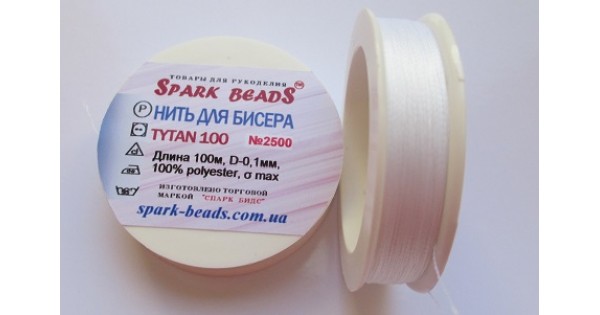 ТОВАРЫ ДЛЯ РУКОДЕЛИЯ
SPARK BEADS TM
P НИТЬ ДЛЯ БИСЕРА
TYTAN 100 №2500
Длина 100м, D-0,1мм,
100% polyester, σ max
ИЗГОТОВЛЕНО ТОРГОВОЙ
МАРКОЙ "СПАРК БИДС"
spark-beads.com.ua